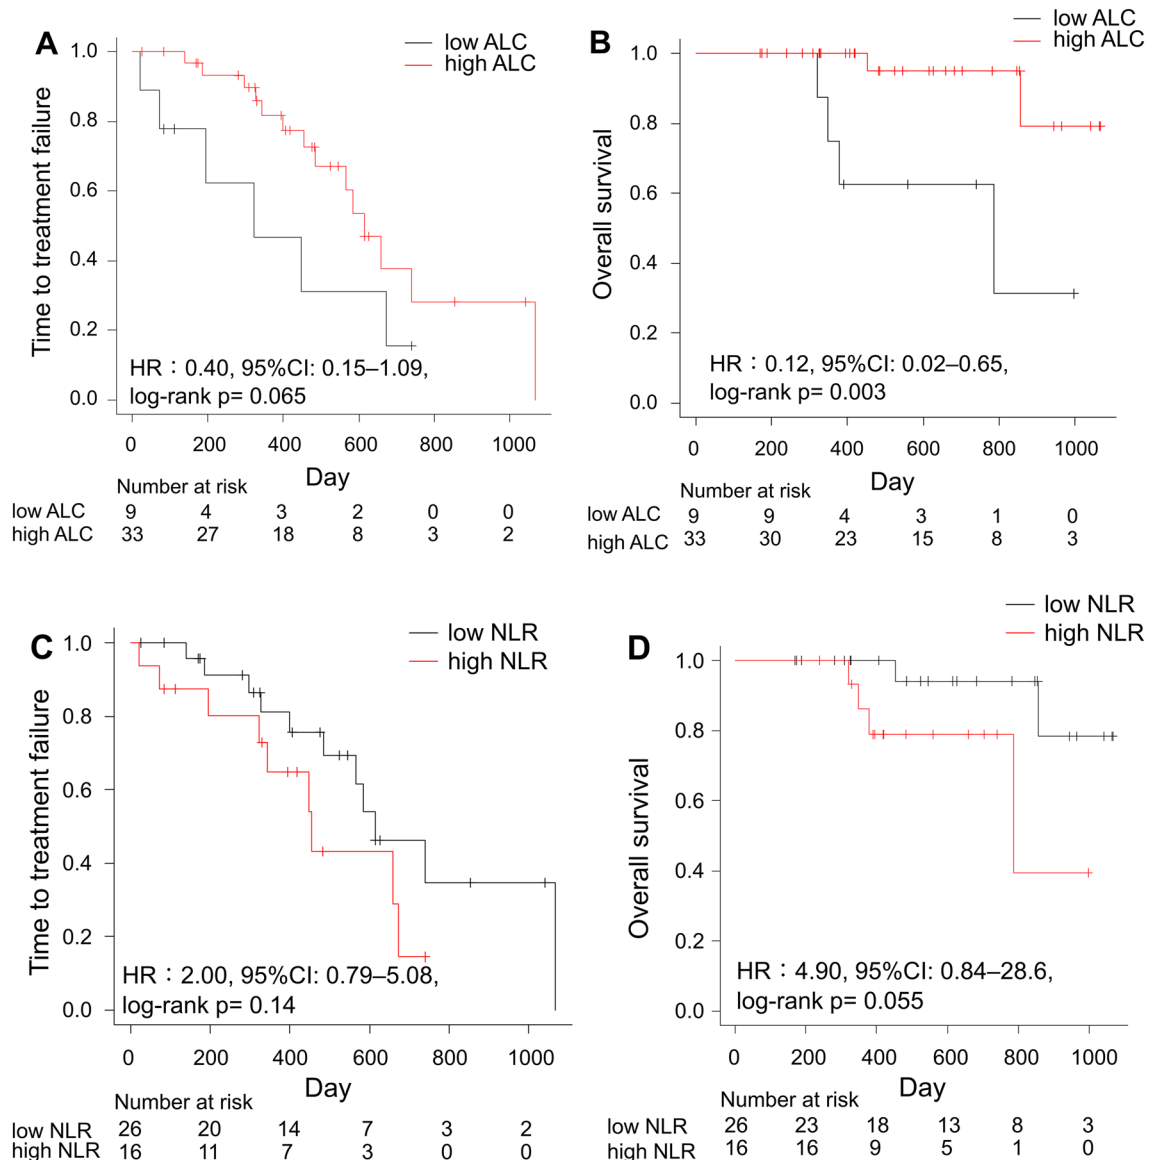 A
low ALC
high ALC
Time to treatment failure
1.0
0.8
0.6
0.4
0.2
0.0
HR：0.40, 95%CI: 0.15–1.09,
log-rank p= 0.065
0 200 400 600 800 1000
Day
Number at risk
low ALC 9 4 3 2 0 0
high ALC 33 27 18 8 3 2
B
low ALC
high ALC
Overall survival
1.0
0.8
0.6
0.4
0.2
0.0
HR：0.12, 95%CI: 0.02–0.65,
log-rank p= 0.003
0 200 400 600 800 1000
Day
Number at risk
low ALC 9 9 4 3 1 0
high ALC 33 30 23 15 8 3
C
low NLR
high NLR
Time to treatment failure
1.0
0.8
0.6
0.4
0.2
0.0
HR：2.00, 95%CI: 0.79–5.08,
log-rank p= 0.14
0 200 400 600 800 1000
Day
Number at risk
low NLR 26 20 14 7 3 2
high NLR 16 11 7 3 0 0
D
low NLR
high NLR
Overall survival
1.0
0.8
0.6
0.4
0.2
0.0
HR：4.90, 95%CI: 0.84–28.6,
log-rank p= 0.055
0 200 400 600 800 1000
Day
Number at risk
low NLR 26 23 18 13 8 3
high NLR 16 16 9 5 1 0